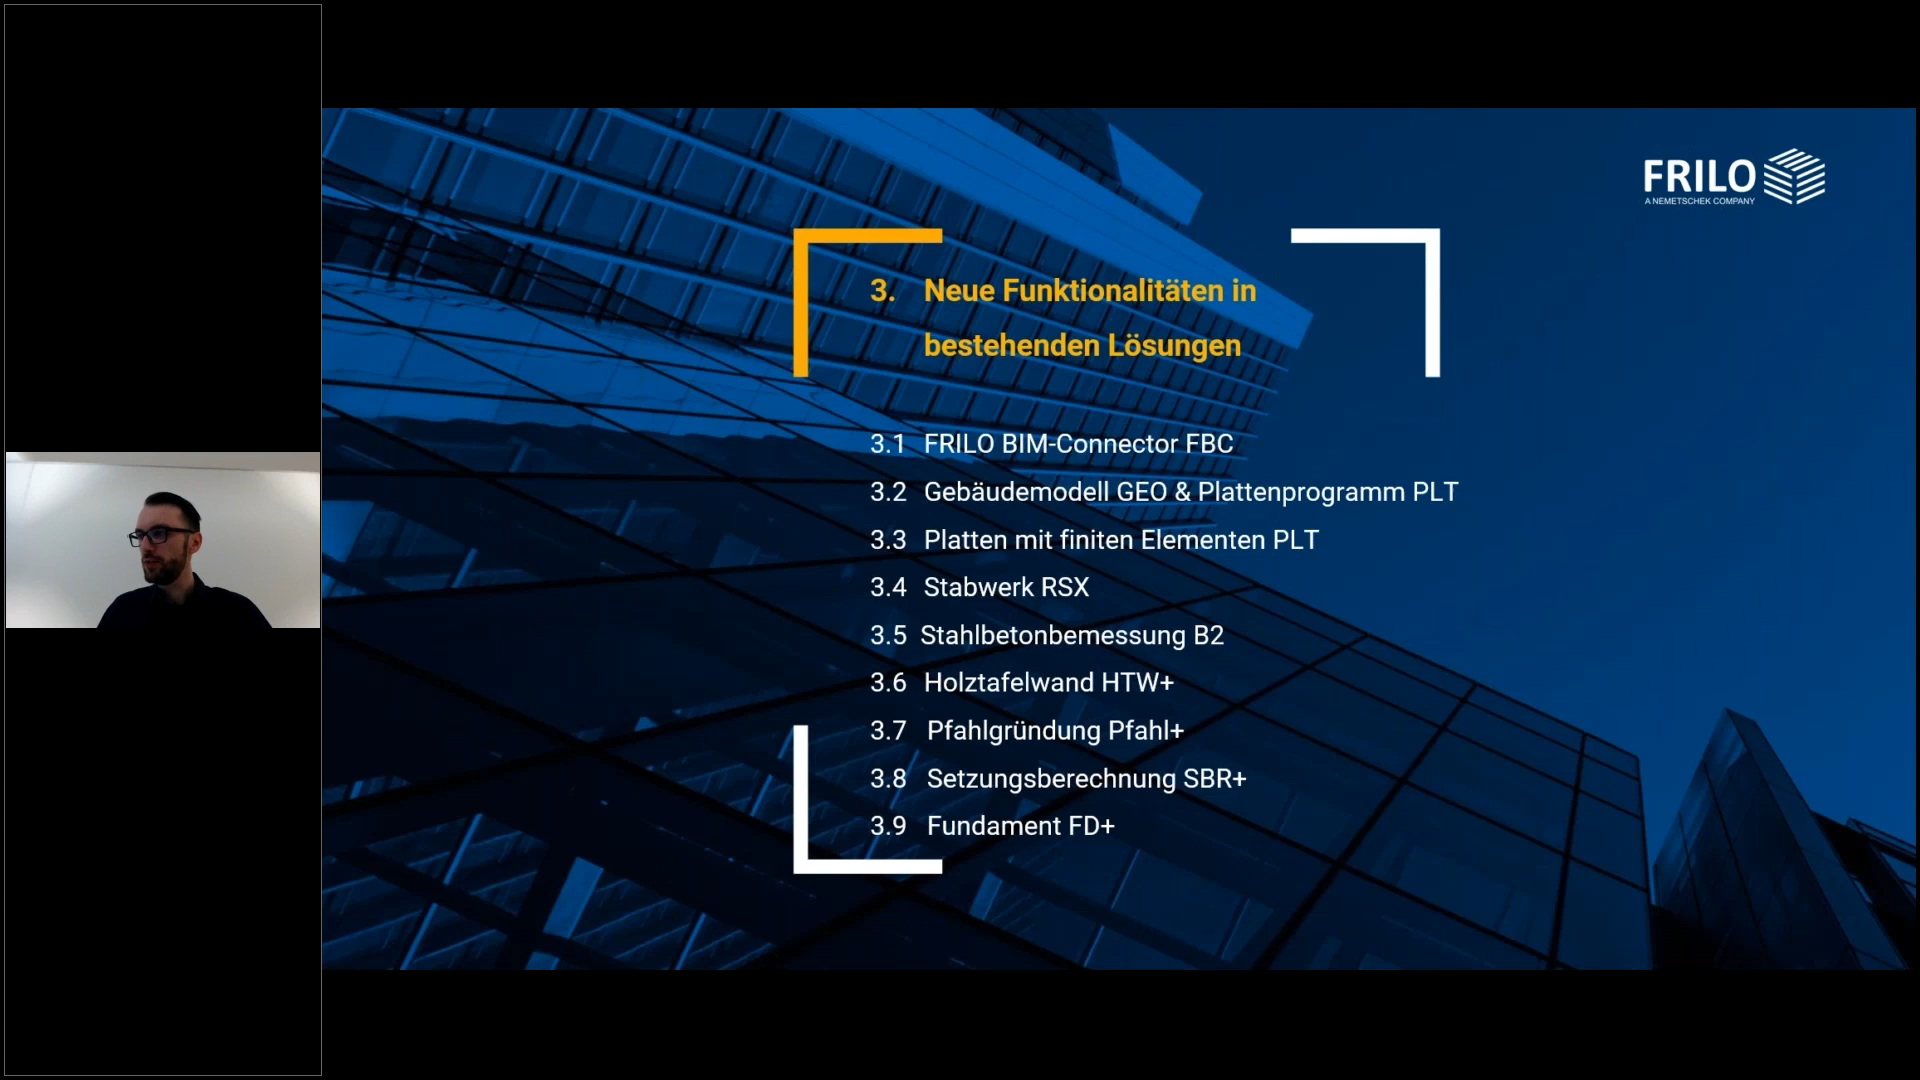 FRILO
A NEMETSCHEK COMPANY
3. Neue Funktionalitäten in
bestehenden Lösungen
3.1 FRILO BIM-Connector FBC
3.2 Gebäudemodell GEO & Plattenprogramm PLT
3.3 Platten mit finiten Elementen PLT
3.4 Stabwerk RSX
3.5 Stahlbetonbemessung B2
3.6 Holztafelwand HTW+
3.7 Pfahlgründung Pfahl+
3.8 Setzungsberechnung SBR+
3.9 Fundament FD+